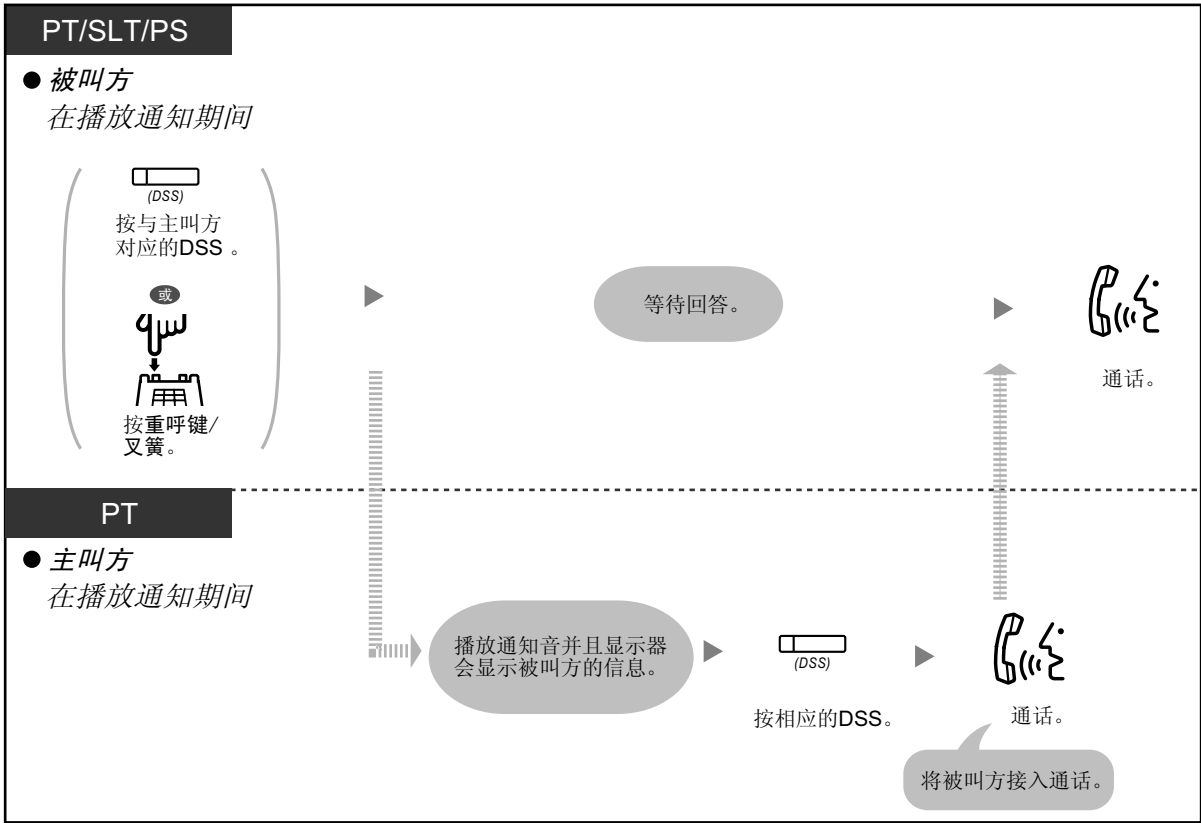 PT/SLT/PS
● 被叫方
在播放通知期间
(DSS)
按与主叫方
对应的DSS 。
或
按重呼键/
叉簧。
等待回答。
通话。
PT
● 主叫方
在播放通知期间
播放通知音并且显示器
会显示被叫方的信息。
(DSS)
按相应的DSS。
通话。
将被叫方接入通话。